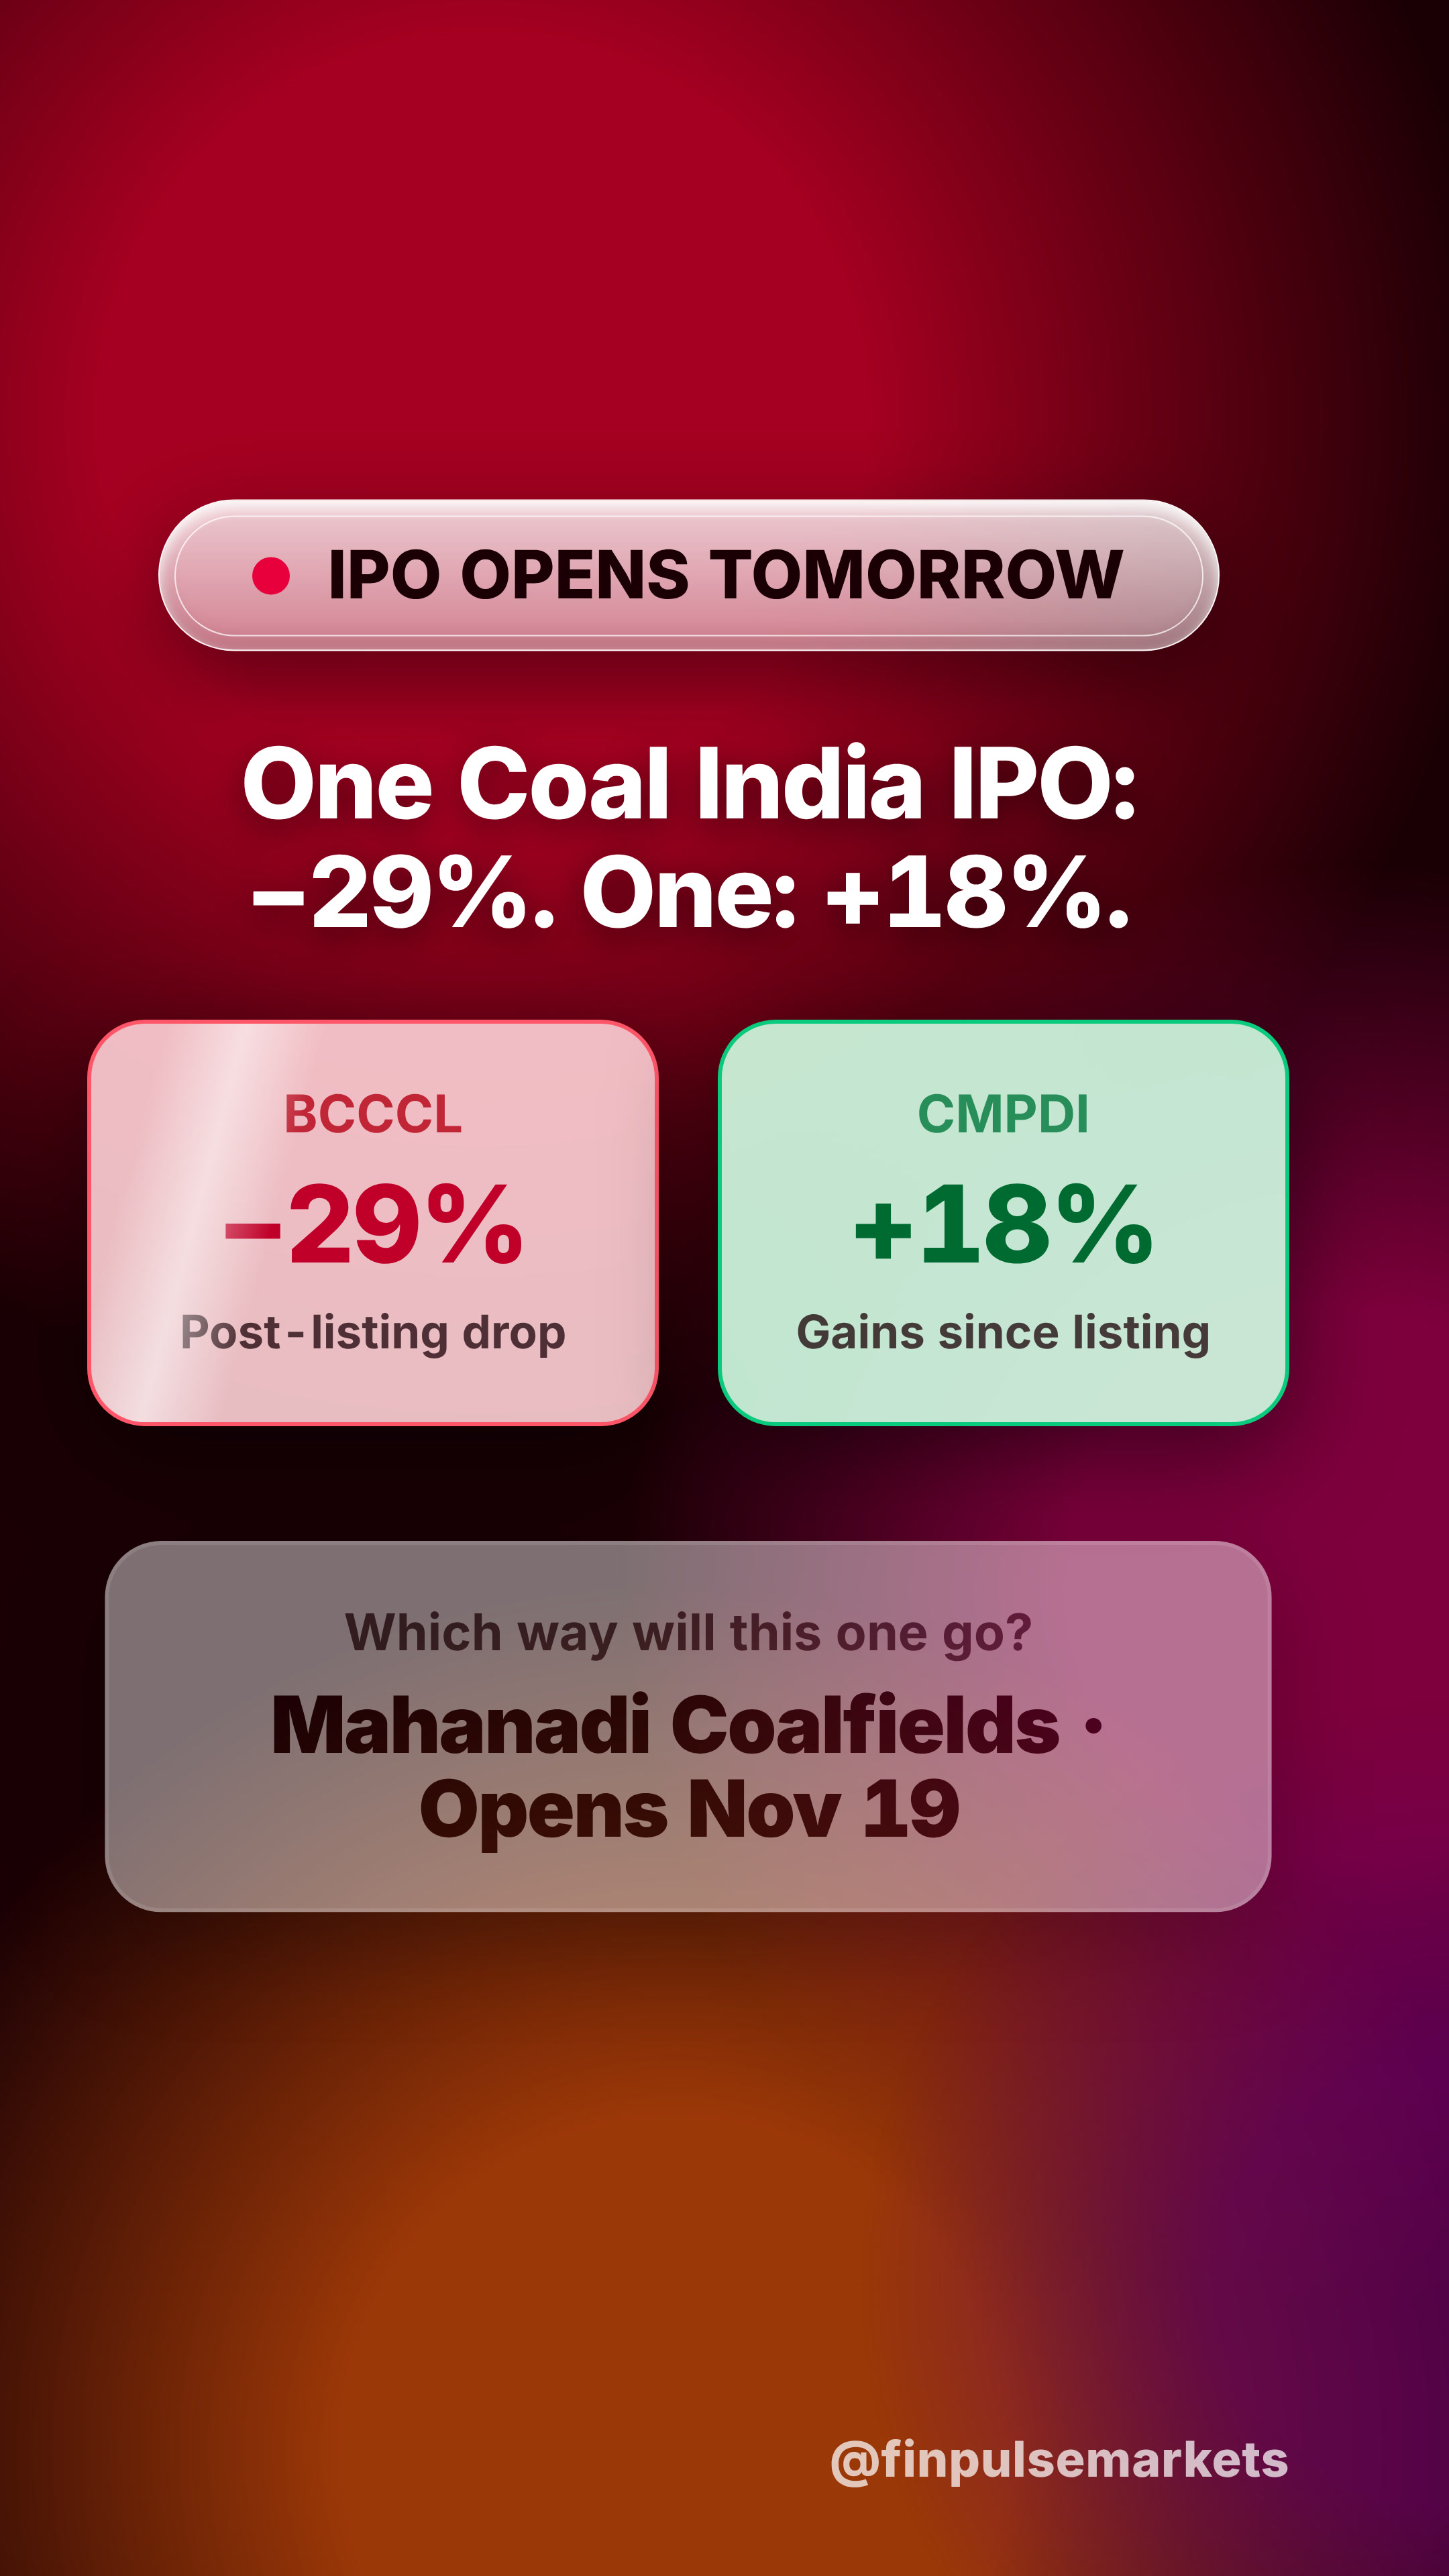 IPO OPENS TOMORROW
One Coal India IPO:
−29%. One: +18%.
BCCCL
−29%
Post-listing drop
CMPDI
+18%
Gains since listing
Which way will this one go?
Mahanadi Coalfields ·
Opens Nov 19
@finpulsemarkets